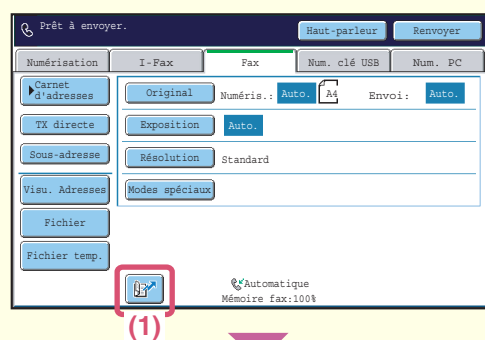 Prêt à envoyer.
Haut-parleur
Renvoyer
Numérisation
I-Fax
Fax
Num. clé USB
Num. PC
Carnet
d'adresses
Original
Numéris.: Auto. A4 Envoi: Auto.
TX directe
Exposition
Auto.
Sous-adresse
Résolution
Standard
Visu. Adresses
Modes spéciaux
Fichier
Fichier temp.
Automatique
Mémoire fax:100%
(1)